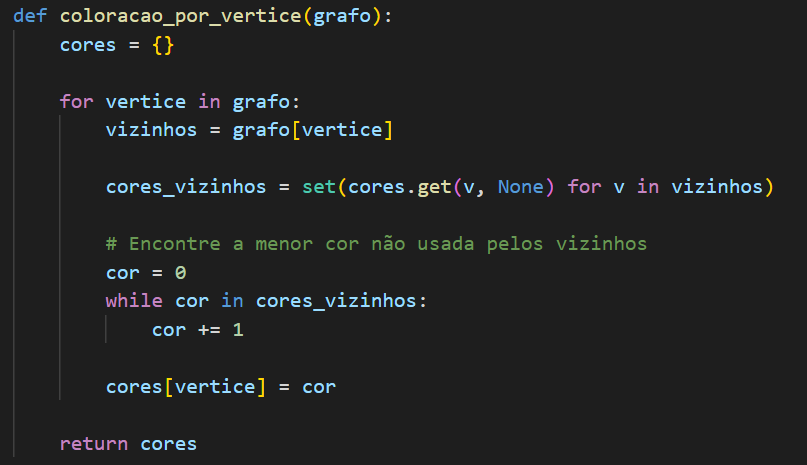 def coloracao_por_vertice(grafo):
    cores = {}
    for vertice in grafo:
        vizinhos = grafo[vertice]
        cores_vizinhos = set(cores.get(v, None) for v in vizinhos)
        # Encontre a menor cor não usada pelos vizinhos
        cor = 0
        while cor in cores_vizinhos:
            cor += 1
        cores[vertice] = cor
    return cores